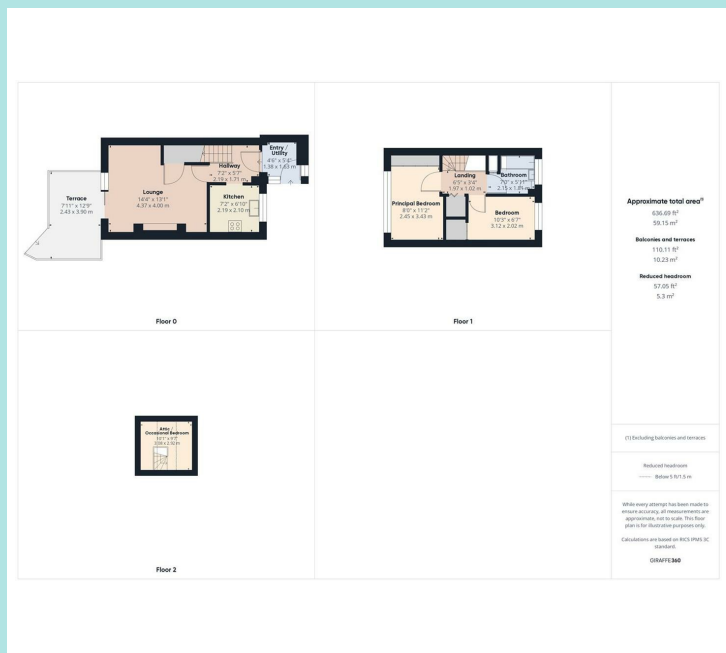 Entry /
Utility
4'6" x 5'4"
1.38 x 1.63 m
Hallway
7'2" x 5'7"
2.19 x 1.71 m
Lounge
14'4" x 13'1"
4.37 x 4.00 m
Kitchen
7'2" x 6'10"
2.19 x 2.10 m
Terrace
7'11" x 12'9"
2.43 x 3.90 m
Floor 0
Landing
6'5" x 3'4"
1.97 x 1.02 m
Bathroom
7'0" x 5'11"
2.15 x 1.81 m
Principal Bedroom
8'0" x 11'2"
2.45 x 3.43 m
Bedroom
10'3" x 6'7"
3.12 x 2.02 m
Floor 1
Attic /
Occasional Bedroom
Floor 2
Approximate total area⁽¹⁾
636.69 ft²
59.15 m²
Balconies and terraces
110.11 ft²
10.23 m²
Reduced headroom
57.05 ft²
5.3 m²
(1) Excluding balconies and terraces
Reduced headroom
Below 5 ft/1.5 m
While every attempt has been made to
ensure accuracy, all measurements are
approximate, not to scale. This floor
plan is for illustrative purposes only.
Calculations are based on RICS IPMS 3C
standard.
GIRAFFE360